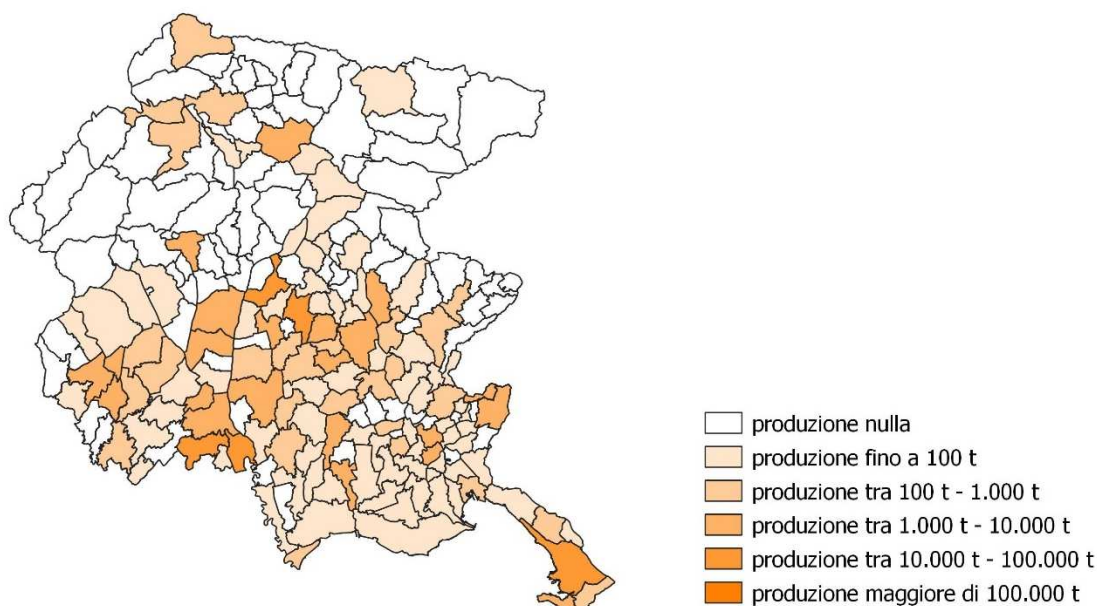 produzione nulla
produzione fino a 100 t
produzione tra 100 t - 1.000 t
produzione tra 1.000 t - 10.000 t
produzione tra 10.000 t - 100.000 t
produzione maggiore di 100.000 t